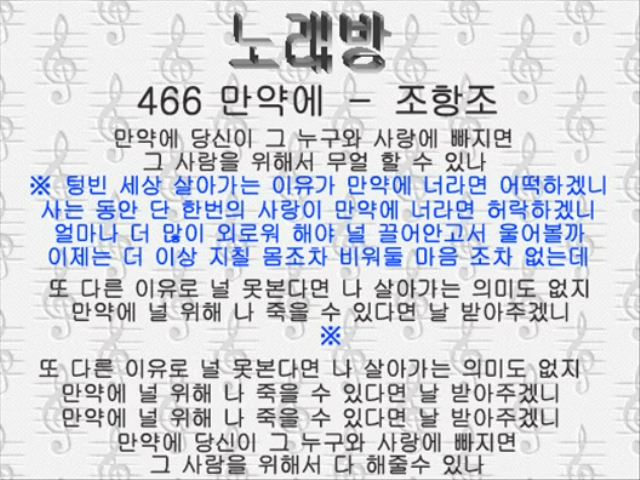 노래방
466 만약에 - 조항조
만약에 당신이 그 누구와 사랑에 빠지면
그 사람을 위해서 무얼 할 수 있나
※ 텅빈 세상 살아가는 이유가 만약에 너라면 어떡하겠니
사는 동안 단 한번의 사랑이 만약에 너라면 허락하겠니
얼마나 더 많이 외로워 해야 널 끌어안고서 울어볼까
이제는 더 이상 지칠 몸조차 비워둘 마음 조차 없는데
또 다른 이유로 널 못본다면 나 살아가는 의미도 없지
만약에 널 위해 나 죽을 수 있다면 날 받아주겠니
※
또 다른 이유로 널 못본다면 나 살아가는 의미도 없지
만약에 널 위해 나 죽을 수 있다면 날 받아주겠니
만약에 널 위해 나 죽을 수 있다면 날 받아주겠니
만약에 당신이 그 누구와 사랑에 빠지면
그 사람을 위해서 다 해줄수 있나